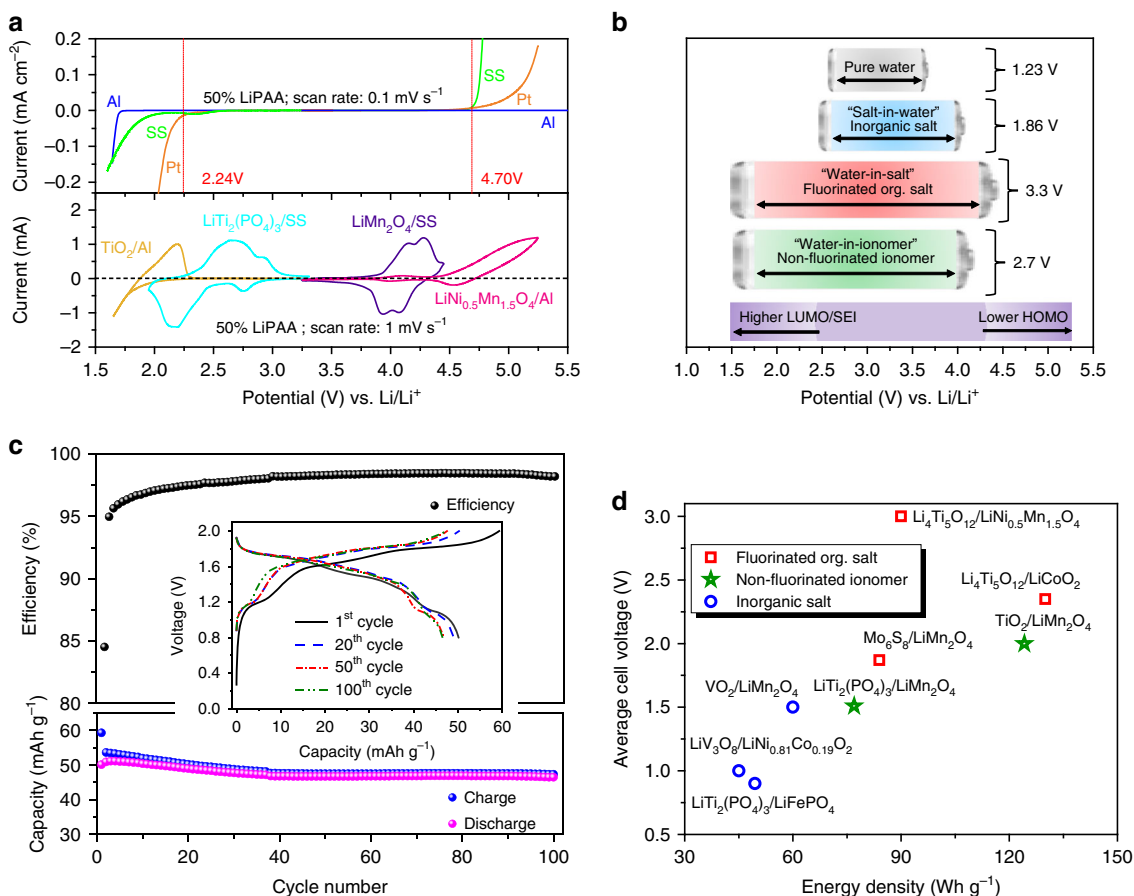 a
Current (mA cm⁻²)
0.2
0.1
0.0
−0.1
−0.2
Al
SS
Pt
50% LiPAA; scan rate: 0.1 mV s⁻¹
SS
Pt
Al
2.24V
4.70V
Current (mA)
2
1
0
−1
−2
TiO₂/Al
LiTi₂(PO₄)₃/SS
LiMn₂O₄/SS
LiNi₀.₅Mn₁.₅O₄/Al
50% LiPAA ; scan rate: 1 mV s⁻¹
1.5 2.0 2.5 3.0 3.5 4.0 4.5 5.0 5.5
Potential (V) vs. Li/Li⁺
b
Pure water
1.23 V
“Salt-in-water”
Inorganic salt
1.86 V
“Water-in-salt”
Fluorinated org. salt
3.3 V
“Water-in-ionomer”
Non-fluorinated ionomer
2.7 V
Higher LUMO/SEI
Lower HOMO
1.0 1.5 2.0 2.5 3.0 3.5 4.0 4.5 5.0 5.5
Potential (V) vs. Li/Li⁺
c
Efficiency (%)
100
95
90
85
80
Efficiency
Voltage (V)
2.0
1.6
1.2
0.8
0.4
0.0
1ˢᵗ cycle
20ᵗʰ cycle
50ᵗʰ cycle
100ᵗʰ cycle
0 10 20 30 40 50 60
Capacity (mAh g⁻¹)
Capacity (mAh g⁻¹)
60
50
40
30
Charge
Discharge
0 20 40 60 80 100
Cycle number
d
Average cell voltage (V)
3.0
2.5
2.0
1.5
1.0
0.5
Fluorinated org. salt
Non-fluorinated ionomer
Inorganic salt
Li₄Ti₅O₁₂/LiNi₀.₅Mn₁.₅O₄
Li₄Ti₅O₁₂/LiCoO₂
TiO₂/LiMn₂O₄
Mo₆S₈/LiMn₂O₄
VO₂/LiMn₂O₄
LiTi₂(PO₄)₃/LiMn₂O₄
LiV₃O₈/LiNi₀.₈₁Co₀.₁₉O₂
LiTi₂(PO₄)₃/LiFePO₄
30 60 90 120 150
Energy density (Wh g⁻¹)